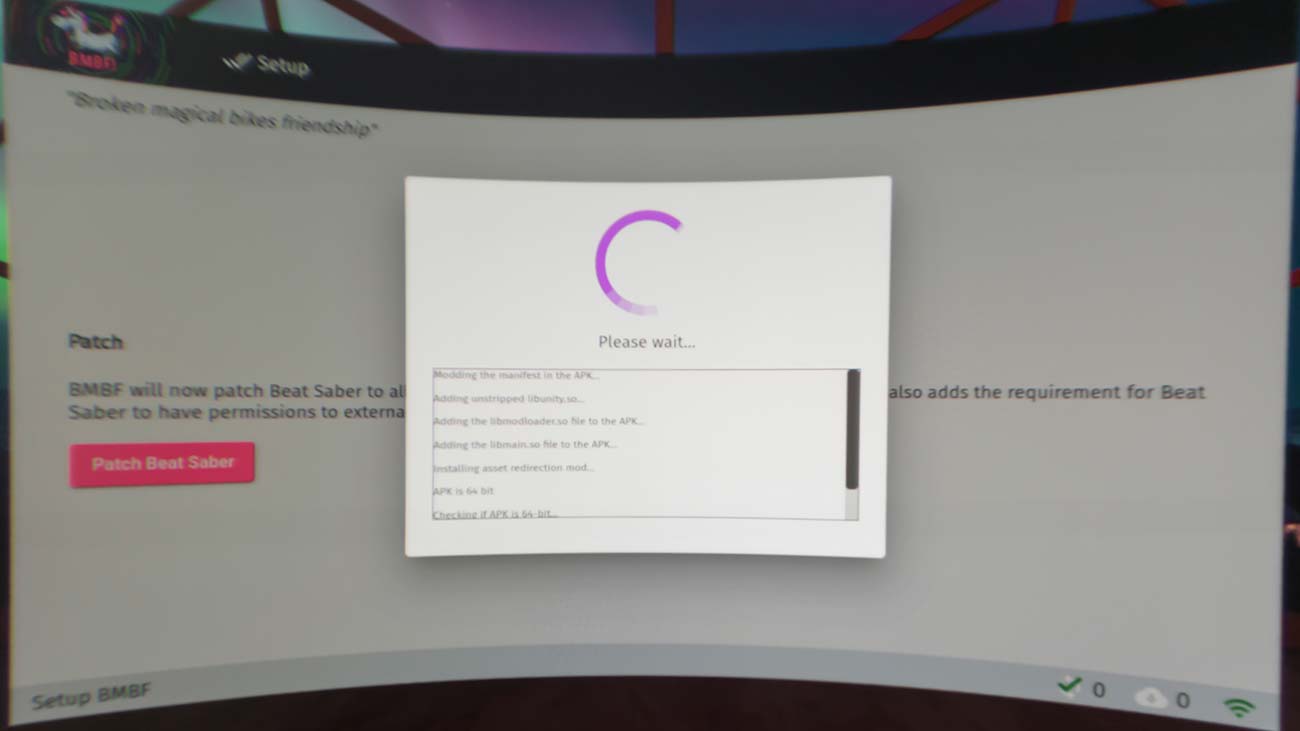 BMBF!
Setup
"Broken magical bikes friendship"
Please wait...
Modding the manifest in the APK...
Adding unstripped libunity.so...
Adding the libmodloader.so file to the APK...
Adding the libmain.so file to the APK...
Installing asset redirection mod...
APK is 64 bit
Checking if APK is 64-bit...
Patch
BMBF will now patch Beat Saber to al also adds the requirement for Beat
Saber to have permissions to externa
Patch Beat Saber
Setup BMBF
0
0